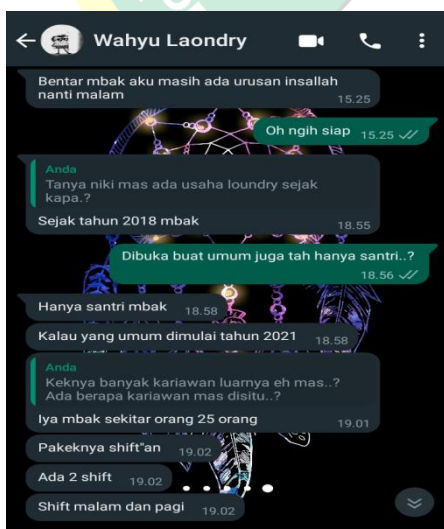 Wahyu Laondry
Bentar mbak aku masih ada urusan insallah
nanti malam
15.25
Oh ngih siap 15.25
Anda
Tanya niki mas ada usaha loundry sejak
kapa.?
Sejak tahun 2018 mbak
18.55
Dibuka buat umum juga tah hanya santri..?
18.56
Hanya santri mbak 18.58
Kalau yang umum dimulai tahun 2021 18.58
Anda
Keknya banyak kariawan luarnya eh mas..?
Ada berapa kariawan mas disitu..?
Iya mbak sekitar orang 25 orang
19.01
Pakeknya shift"an 19.02
Ada 2 shift 19.02
Shift malam dan pagi 19.02